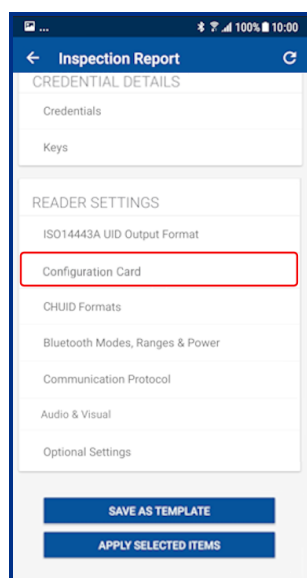 ... 100% 10:00
Inspection Report
CREDENTIAL DETAILS
Credentials
Keys
READER SETTINGS
ISO14443A UID Output Format
Configuration Card
CHUID Formats
Bluetooth Modes, Ranges & Power
Communication Protocol
Audio & Visual
Optional Settings
SAVE AS TEMPLATE
APPLY SELECTED ITEMS